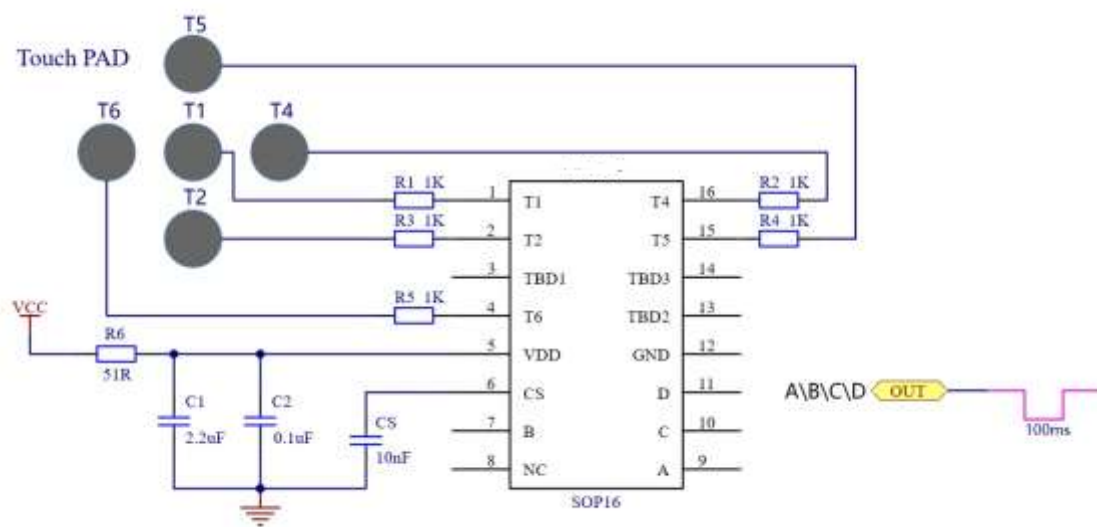 T5
Touch PAD
T6
T1
T4
T2
R1 1K
R3 1K
R5 1K
R2 1K
R4 1K
1
2
3
4
5
6
7
8
T1
T2
TBD1
T6
VDD
CS
B
NC
T4
T5
TBD3
TBD2
GND
D
C
A
16
15
14
13
12
11
10
9
SOP16
VCC
R6
51R
C1
2.2uF
C2
0.1uF
CS
10nF
A\B\C\D
OUT
100ms